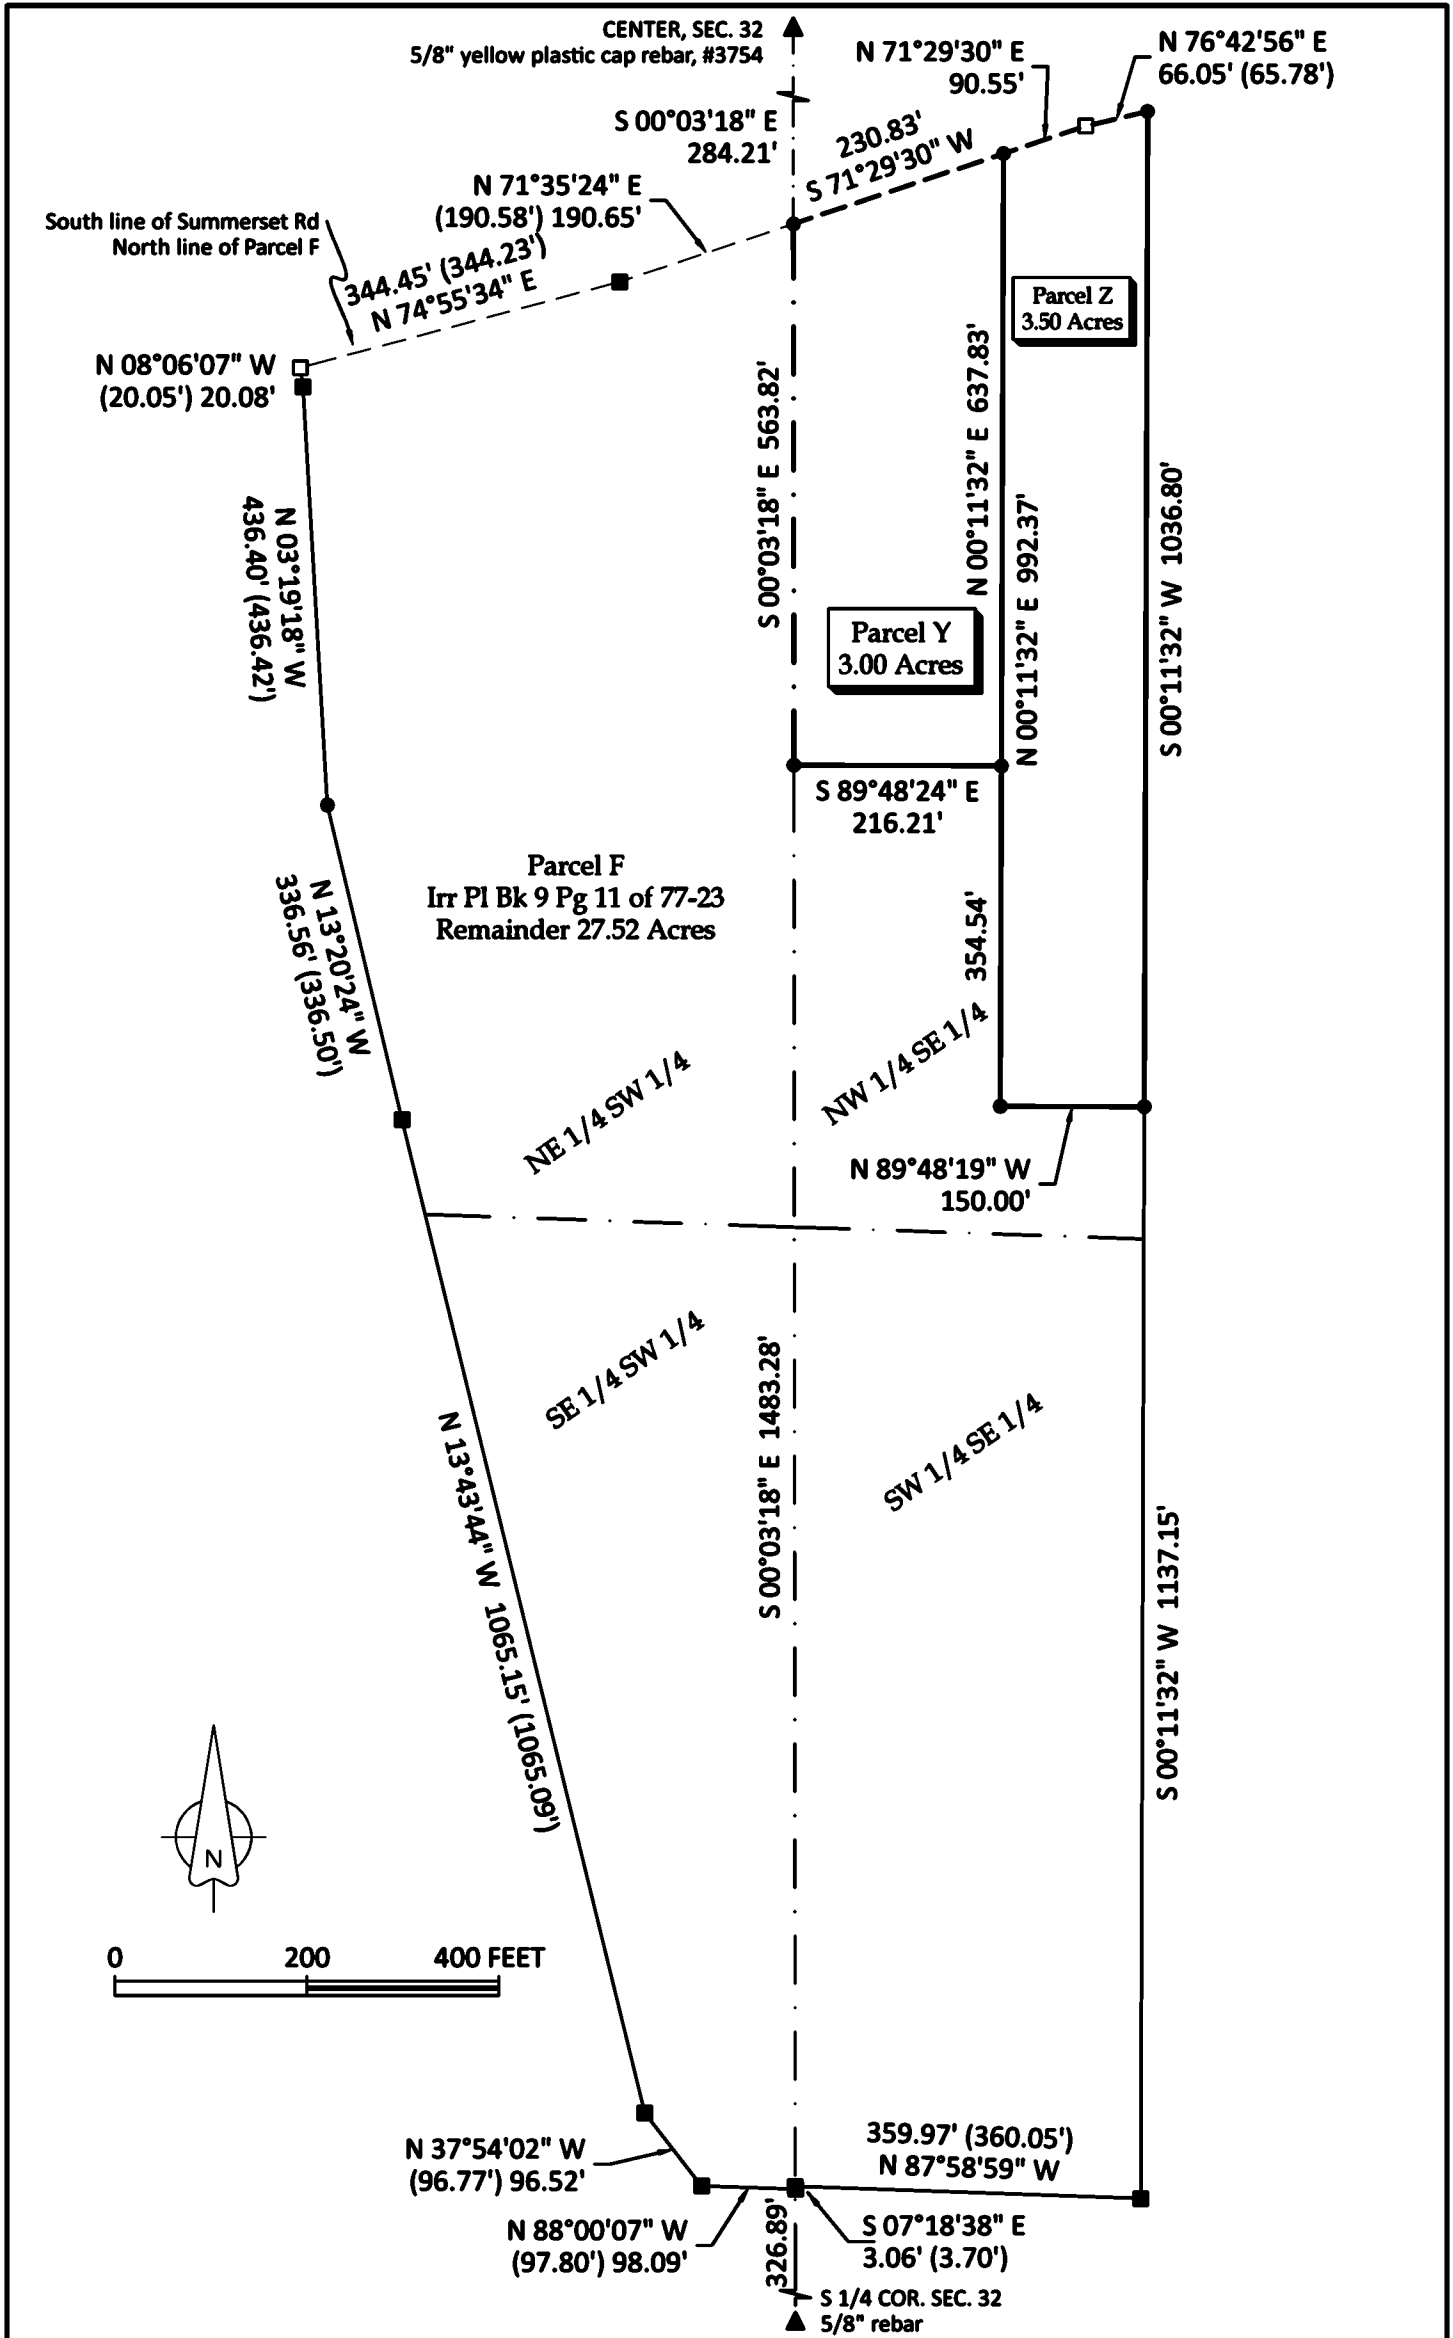 CENTER, SEC. 32
5/8" yellow plastic cap rebar, #3754
N 71°29'30" E
90.55'
N 76°42'56" E
66.05' (65.78')
S 00°03'18" E
284.21'
230.83'
S 71°29'30" W
N 71°35'24" E
(190.58') 190.65'
South line of Summerset Rd
North line of Parcel F
344.45' (344.23')
N 74°55'34" E
N 08°06'07" W
(20.05') 20.08'
Parcel Z
3.50 Acres
S 00°03'18" E 563.82'
N 00°11'32" E 637.83'
N 00°11'32" E 992.37'
S 00°11'32" W 1036.80'
N 03°19'18" W
436.40' (436.42')
Parcel Y
3.00 Acres
S 89°48'24" E
216.21'
Parcel F
Irr Pl Bk 9 Pg 11 of 77-23
Remainder 27.52 Acres
N 13°20'24" W
336.56' (336.50')
354.54'
NE 1/4 SW 1/4
NW 1/4 SE 1/4
N 89°48'19" W
150.00'
SE 1/4 SW 1/4
S 00°03'18" E 1483.28'
SW 1/4 SE 1/4
N 13°43'44" W 1065.15' (1065.09')
S 00°11'32" W 1137.15'
N
0 200 400 FEET
N 37°54'02" W
(96.77') 96.52'
359.97' (360.05')
N 87°58'59" W
N 88°00'07" W
(97.80') 98.09'
326.89'
S 07°18'38" E
3.06' (3.70')
S 1/4 COR. SEC. 32
5/8" rebar